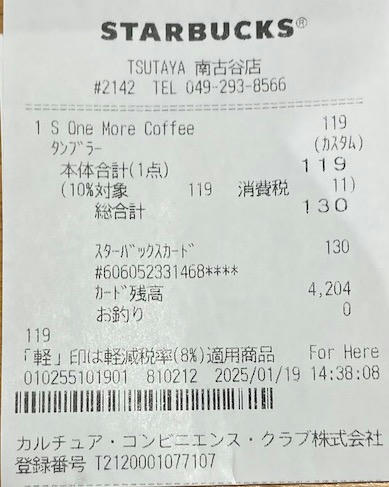 STARBUCKS®
TSUTAYA 南古谷店
#2142 TEL 049-293-8566
1 S One More Coffee 119
ﾀﾝﾌﾞﾗｰ (ｶｽﾀﾑ)
本体合計(1点) 119
(10%対象 119 消費税 11)
総合計 130
ｽﾀｰﾊﾞｯｸｽｶｰﾄﾞ 130
#606052331468****
ｶｰﾄﾞ残高 4,204
お釣り 0
119
「軽」印は軽減税率(8%)適用商品 For Here
010255101901 810212 2025/01/19 14:38:08
カルチュア・コンビニエンス・クラブ株式会社
登録番号 T2120001077107